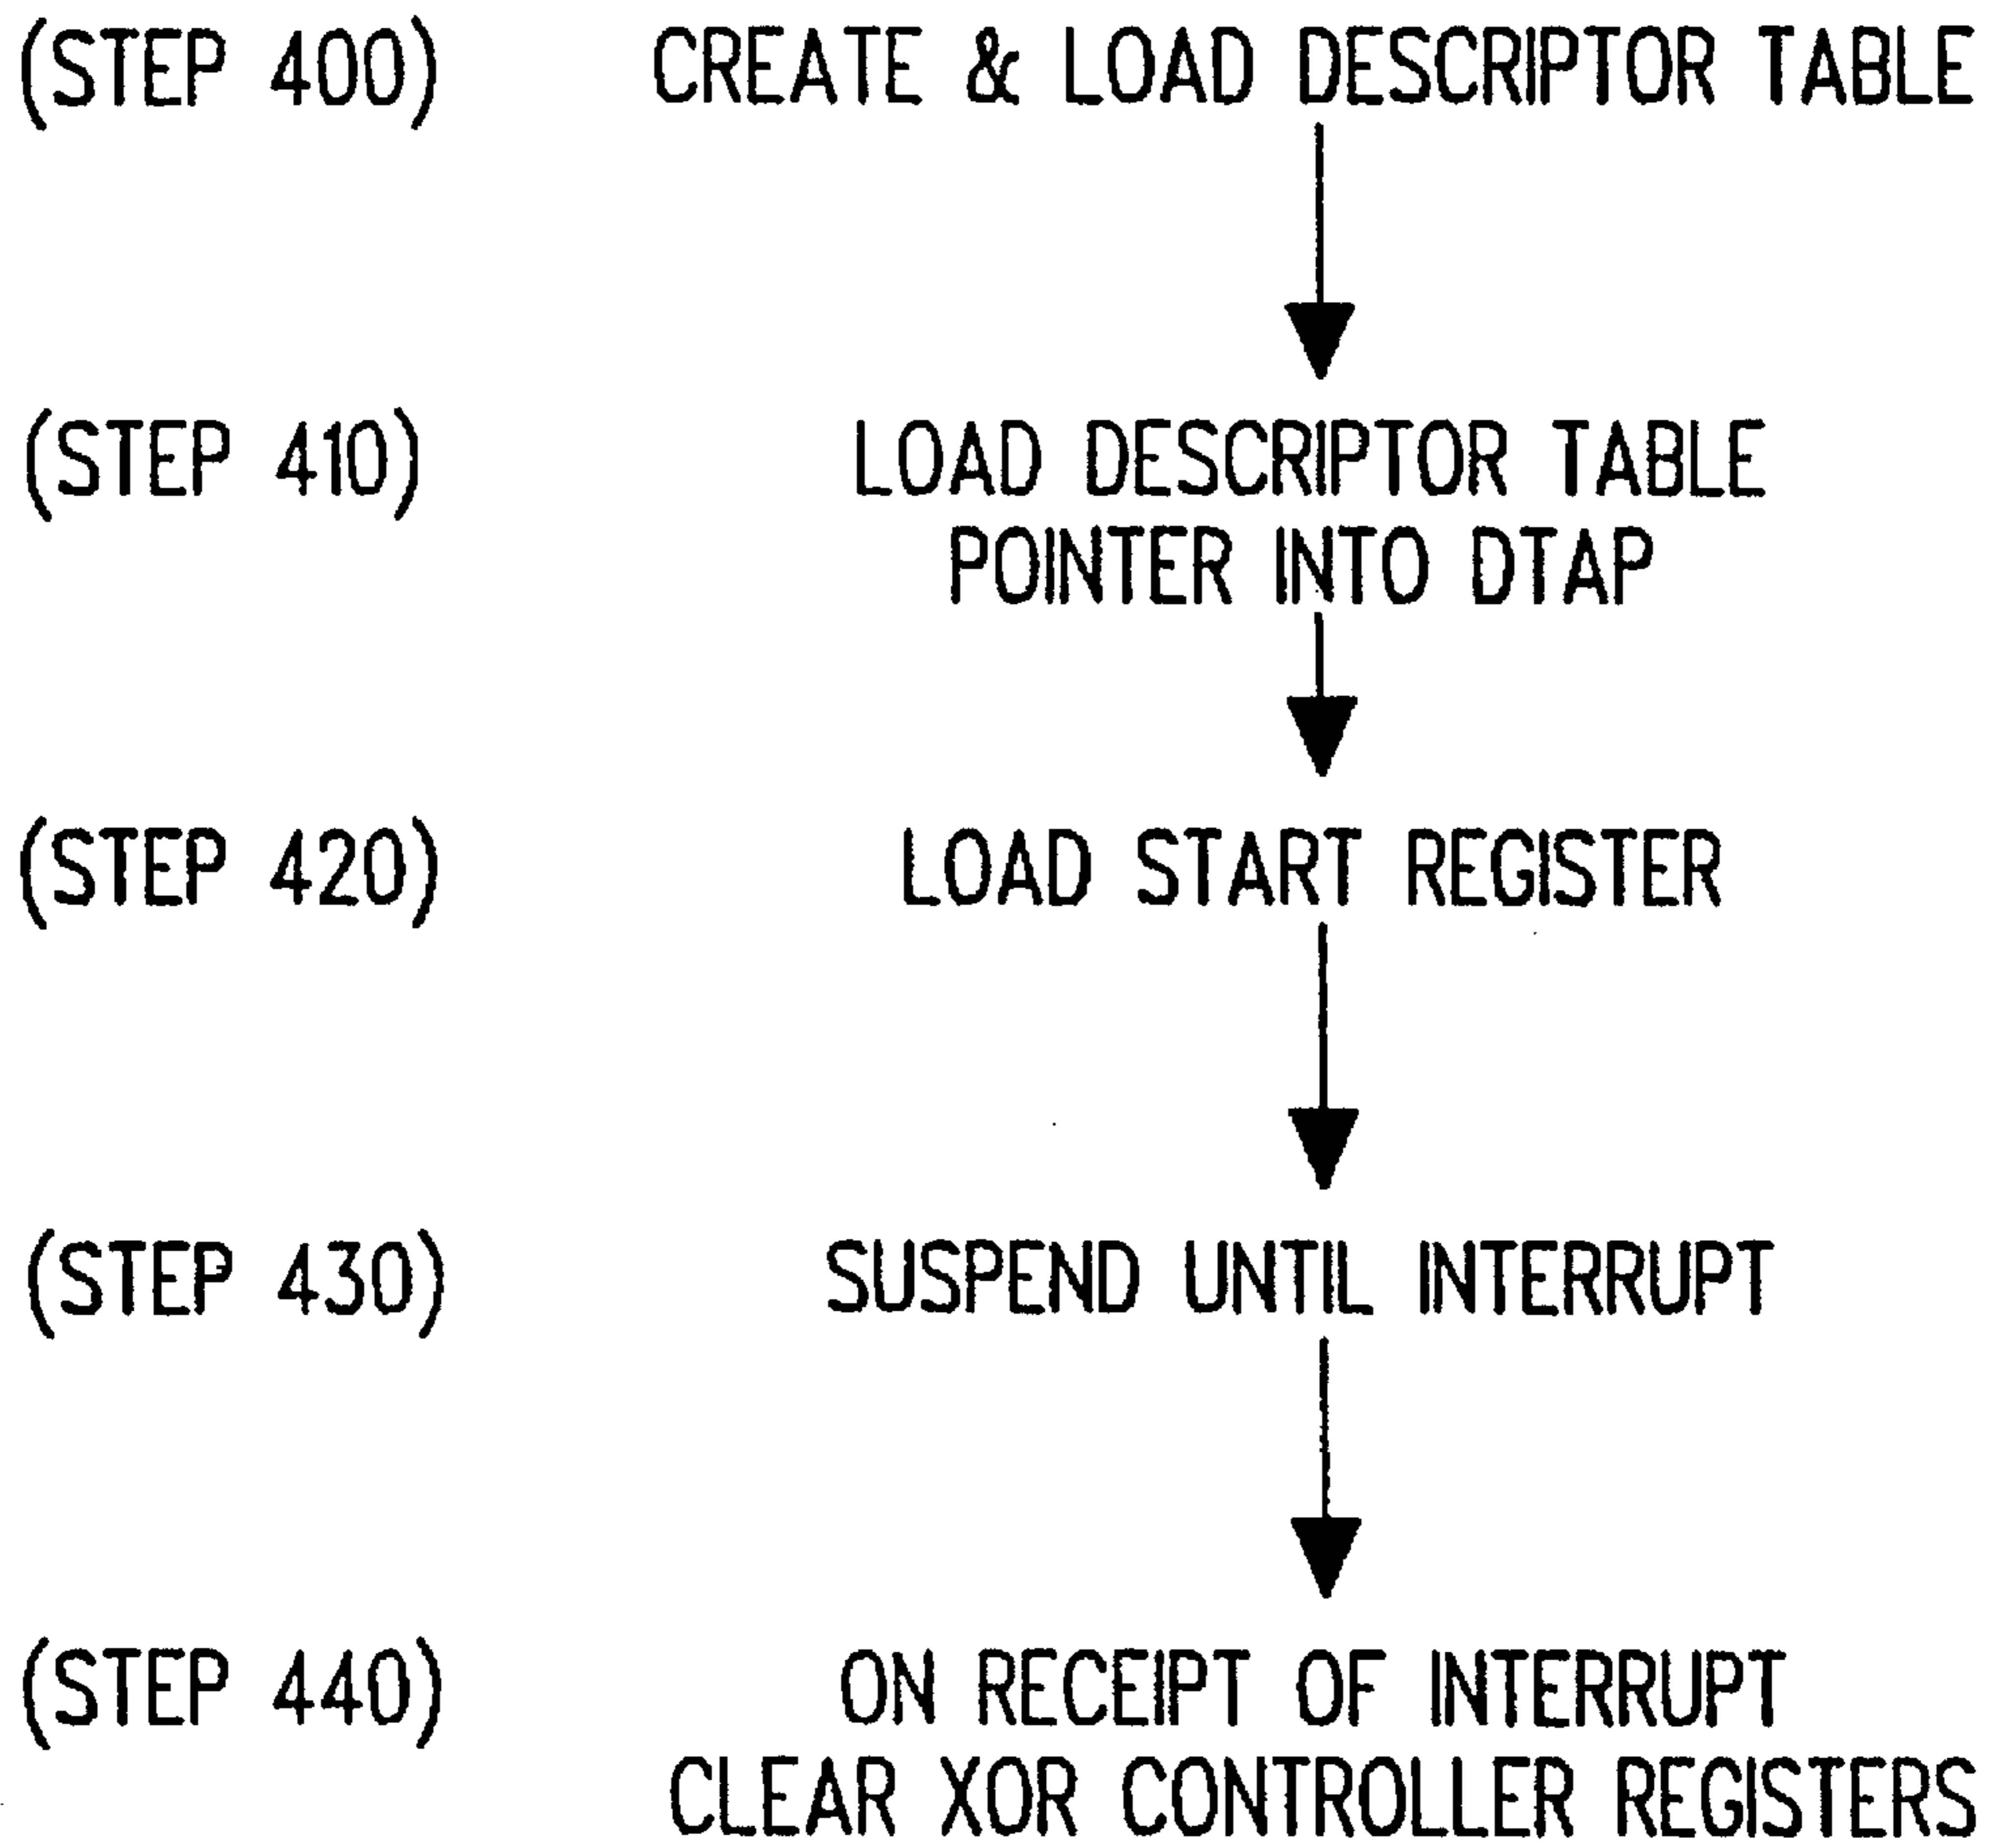 (STEP 400) CREATE & LOAD DESCRIPTOR TABLE
(STEP 410) LOAD DESCRIPTOR TABLE
POINTER INTO DTAP
(STEP 420) LOAD START REGISTER
(STEP 430) SUSPEND UNTIL INTERRUPT
(STEP 440) ON RECEIPT OF INTERRUPT
CLEAR XOR CONTROLLER REGISTERS